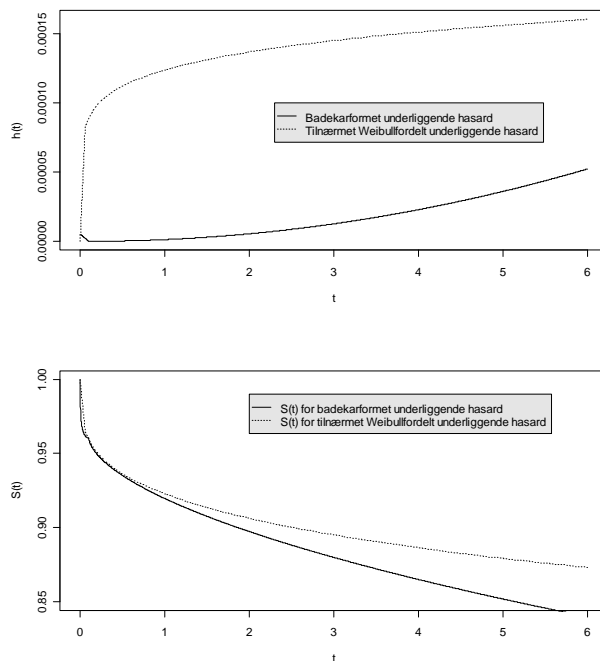 0.00015
0.00010
0.00005
0.00000
h(t)
Badekarformet underliggende hasard
Tilnærmet Weibullfordelt underliggende hasard
0 1 2 3 4 5 6
t
1.00
0.95
0.90
0.85
S(t)
S(t) for badekarformet underliggende hasard
S(t) for tilnærmet Weibullfordelt underliggende hasard
0 1 2 3 4 5 6
t